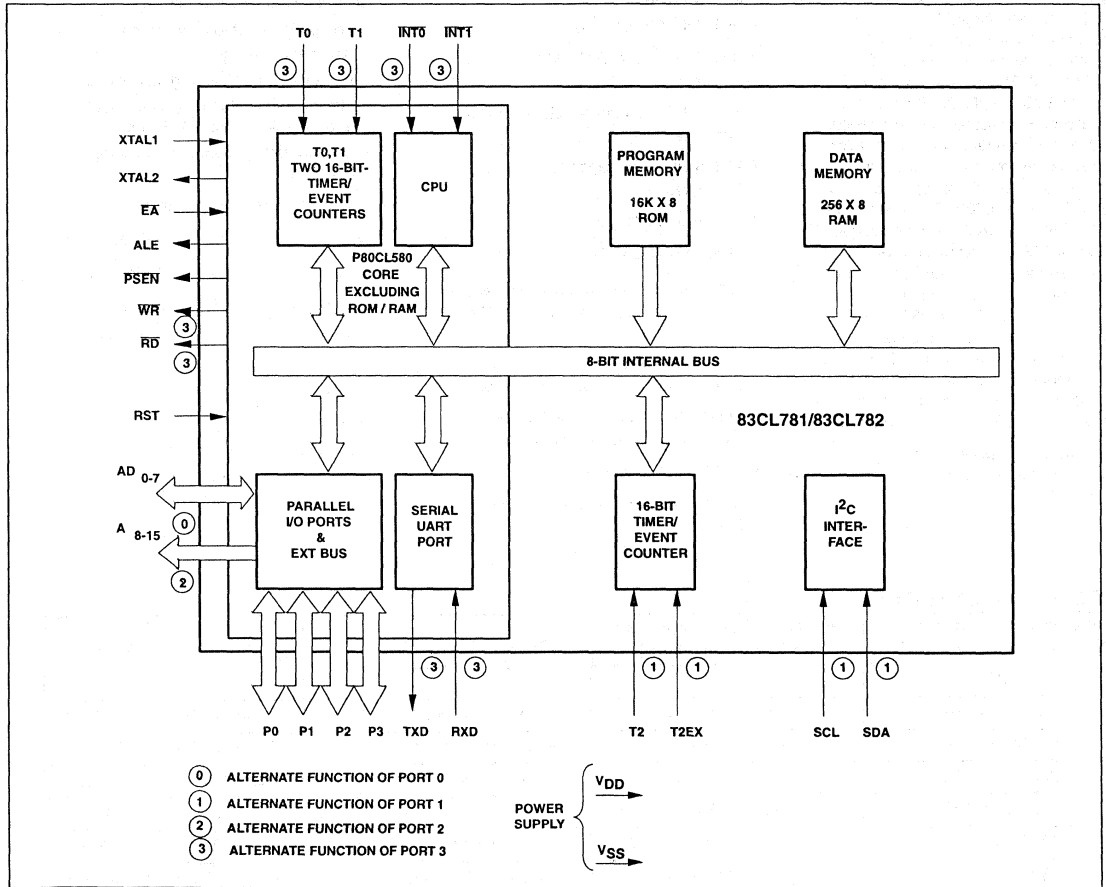 T0 T1 INT0 INT1
3 3 3 3
XTAL1
XTAL2
EA
ALE
PSEN
WR
3
RD
3
RST
AD 0-7
0
A 8-15
2
T0,T1
TWO 16-BIT-
TIMER/
EVENT
COUNTERS
CPU
PROGRAM
MEMORY
16K X 8
ROM
DATA
MEMORY
256 X 8
RAM
P80CL580
CORE
EXCLUDING
ROM / RAM
8-BIT INTERNAL BUS
83CL781/83CL782
PARALLEL
I/O PORTS
&
EXT BUS
SERIAL
UART
PORT
16-BIT
TIMER/
EVENT
COUNTER
I2C
INTER-
FACE
3 3 1 1 1 1
P0 P1 P2 P3 TXD RXD T2 T2EX SCL SDA
0 ALTERNATE FUNCTION OF PORT 0
1 ALTERNATE FUNCTION OF PORT 1
2 ALTERNATE FUNCTION OF PORT 2
3 ALTERNATE FUNCTION OF PORT 3
POWER
SUPPLY
VDD
VSS